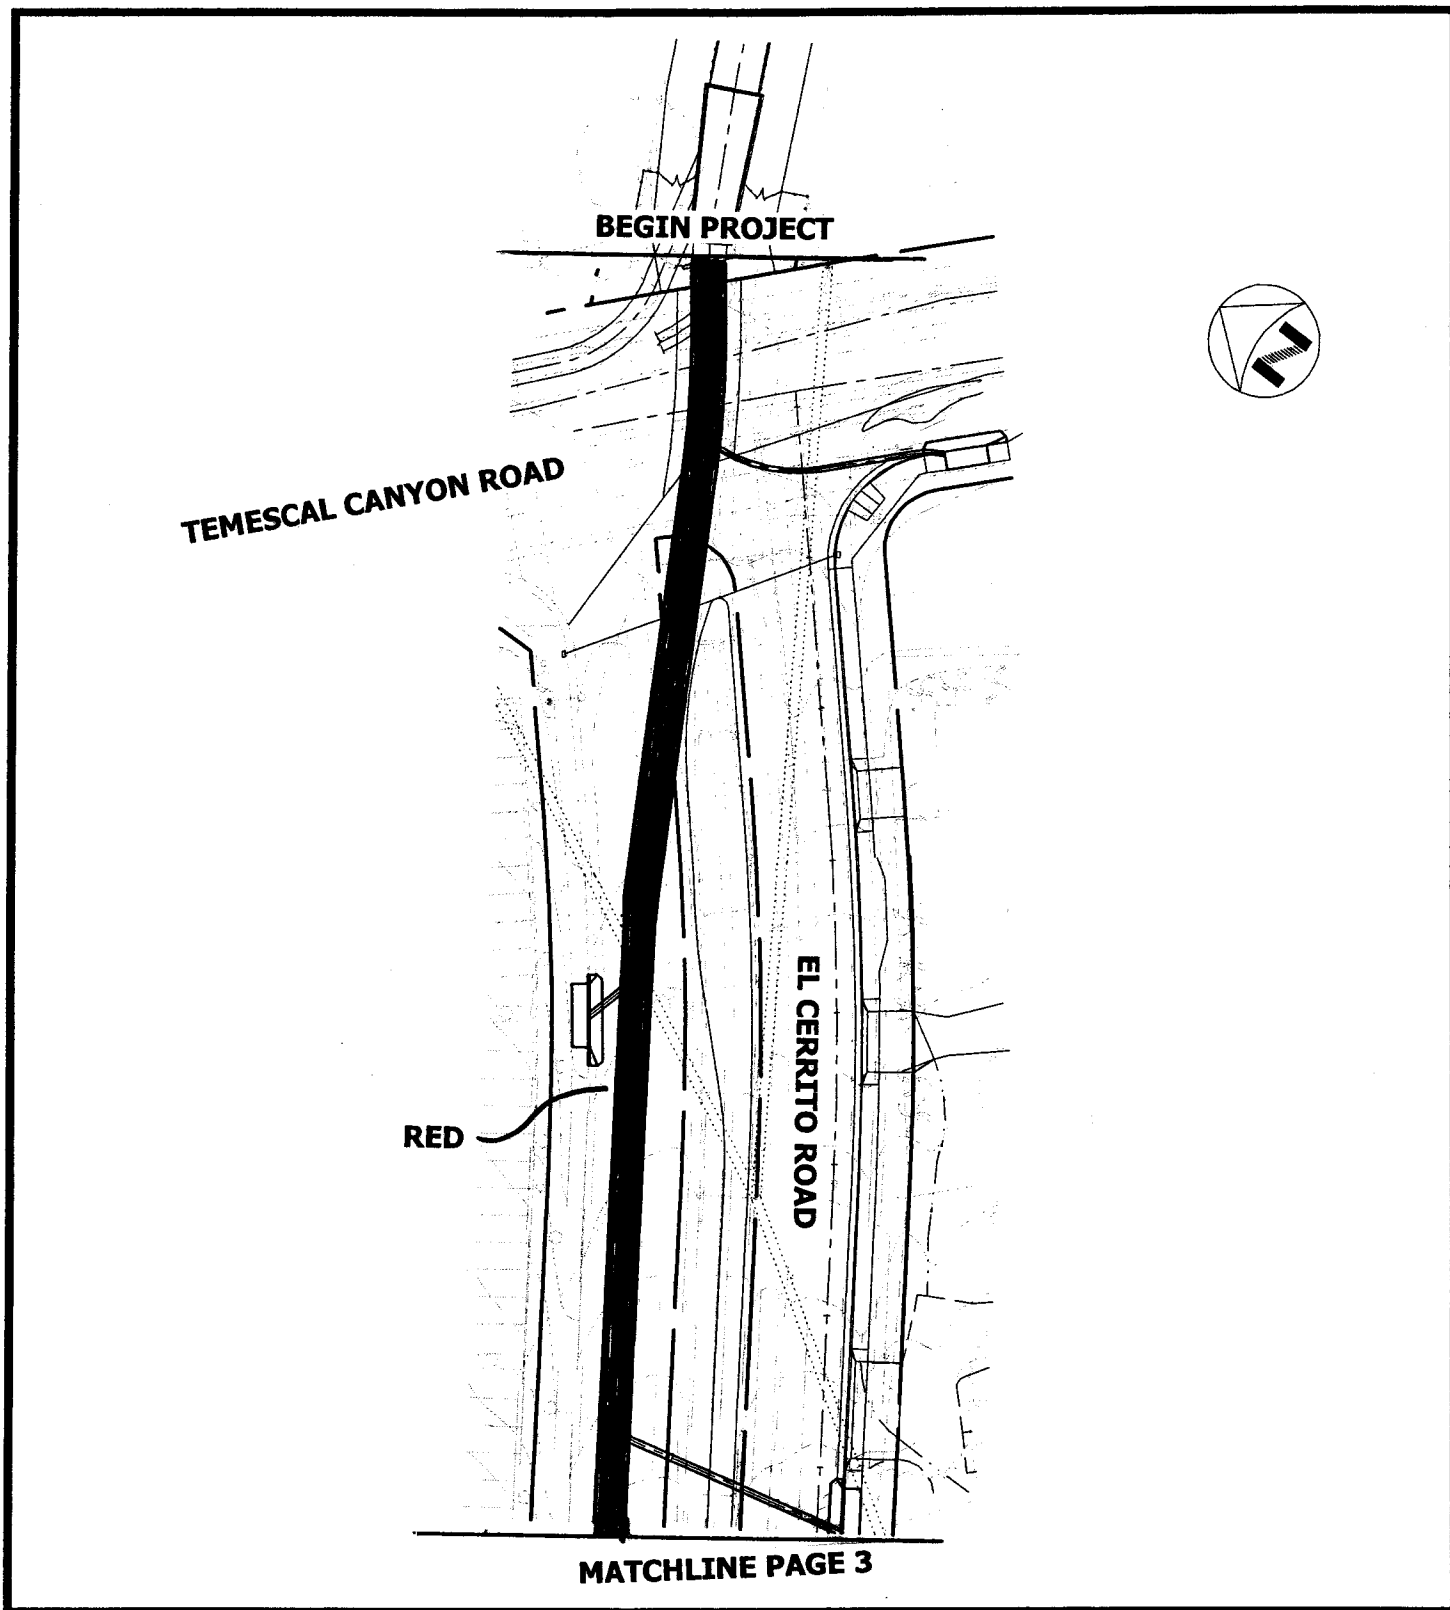 BEGIN PROJECT
TEMESCAL CANYON ROAD
EL CERRITO ROAD
RED
MATCHLINE PAGE 3